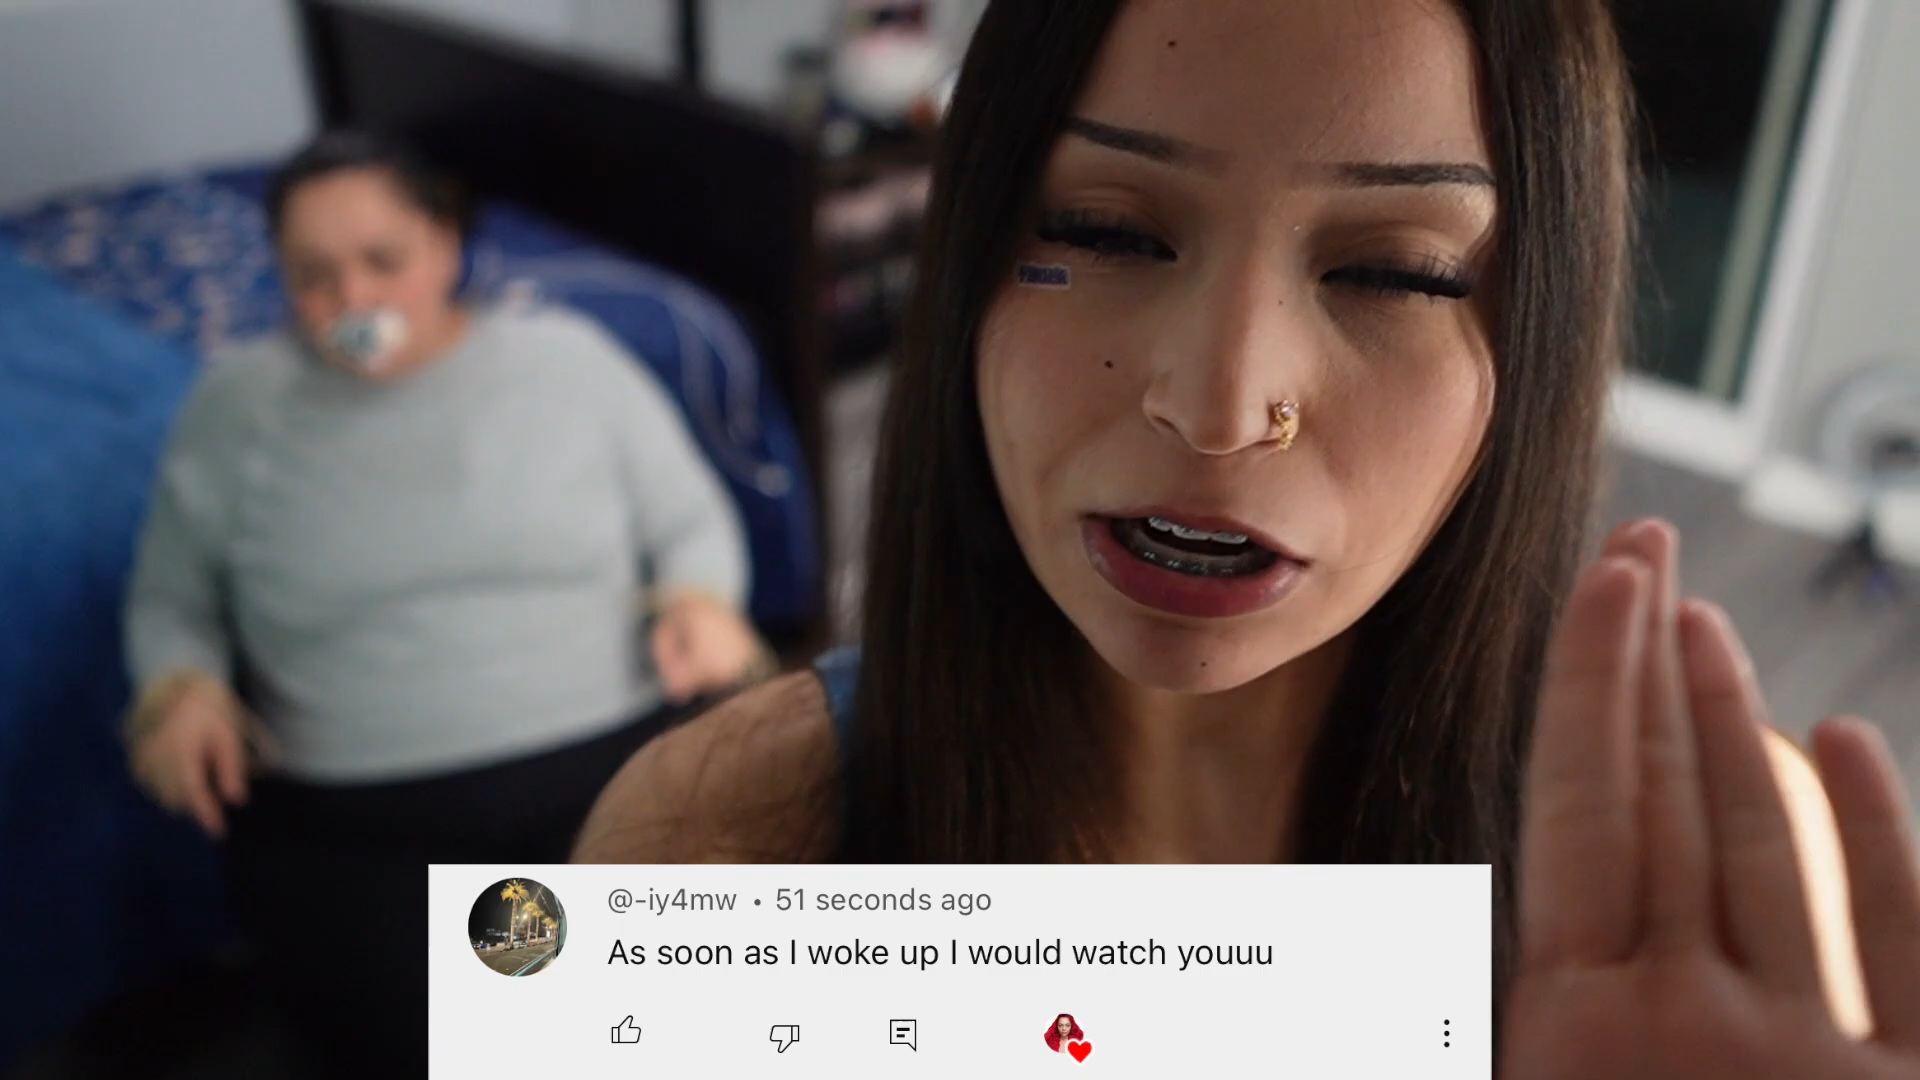 @-iy4mw • 51 seconds ago
As soon as I woke up I would watch youuu